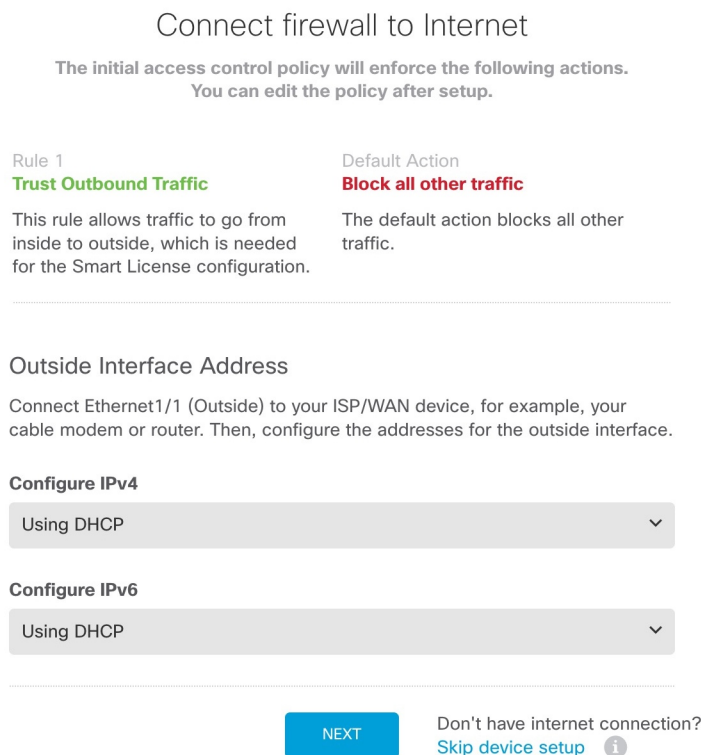 Connect firewall to Internet
The initial access control policy will enforce the following actions.
You can edit the policy after setup.
Rule 1
Trust Outbound Traffic
This rule allows traffic to go from
inside to outside, which is needed
for the Smart License configuration.
Default Action
Block all other traffic
The default action blocks all other
traffic.
Outside Interface Address
Connect Ethernet1/1 (Outside) to your ISP/WAN device, for example, your
cable modem or router. Then, configure the addresses for the outside interface.
Configure IPv4
Using DHCP
Configure IPv6
Using DHCP
NEXT
Don't have internet connection?
Skip device setup
i